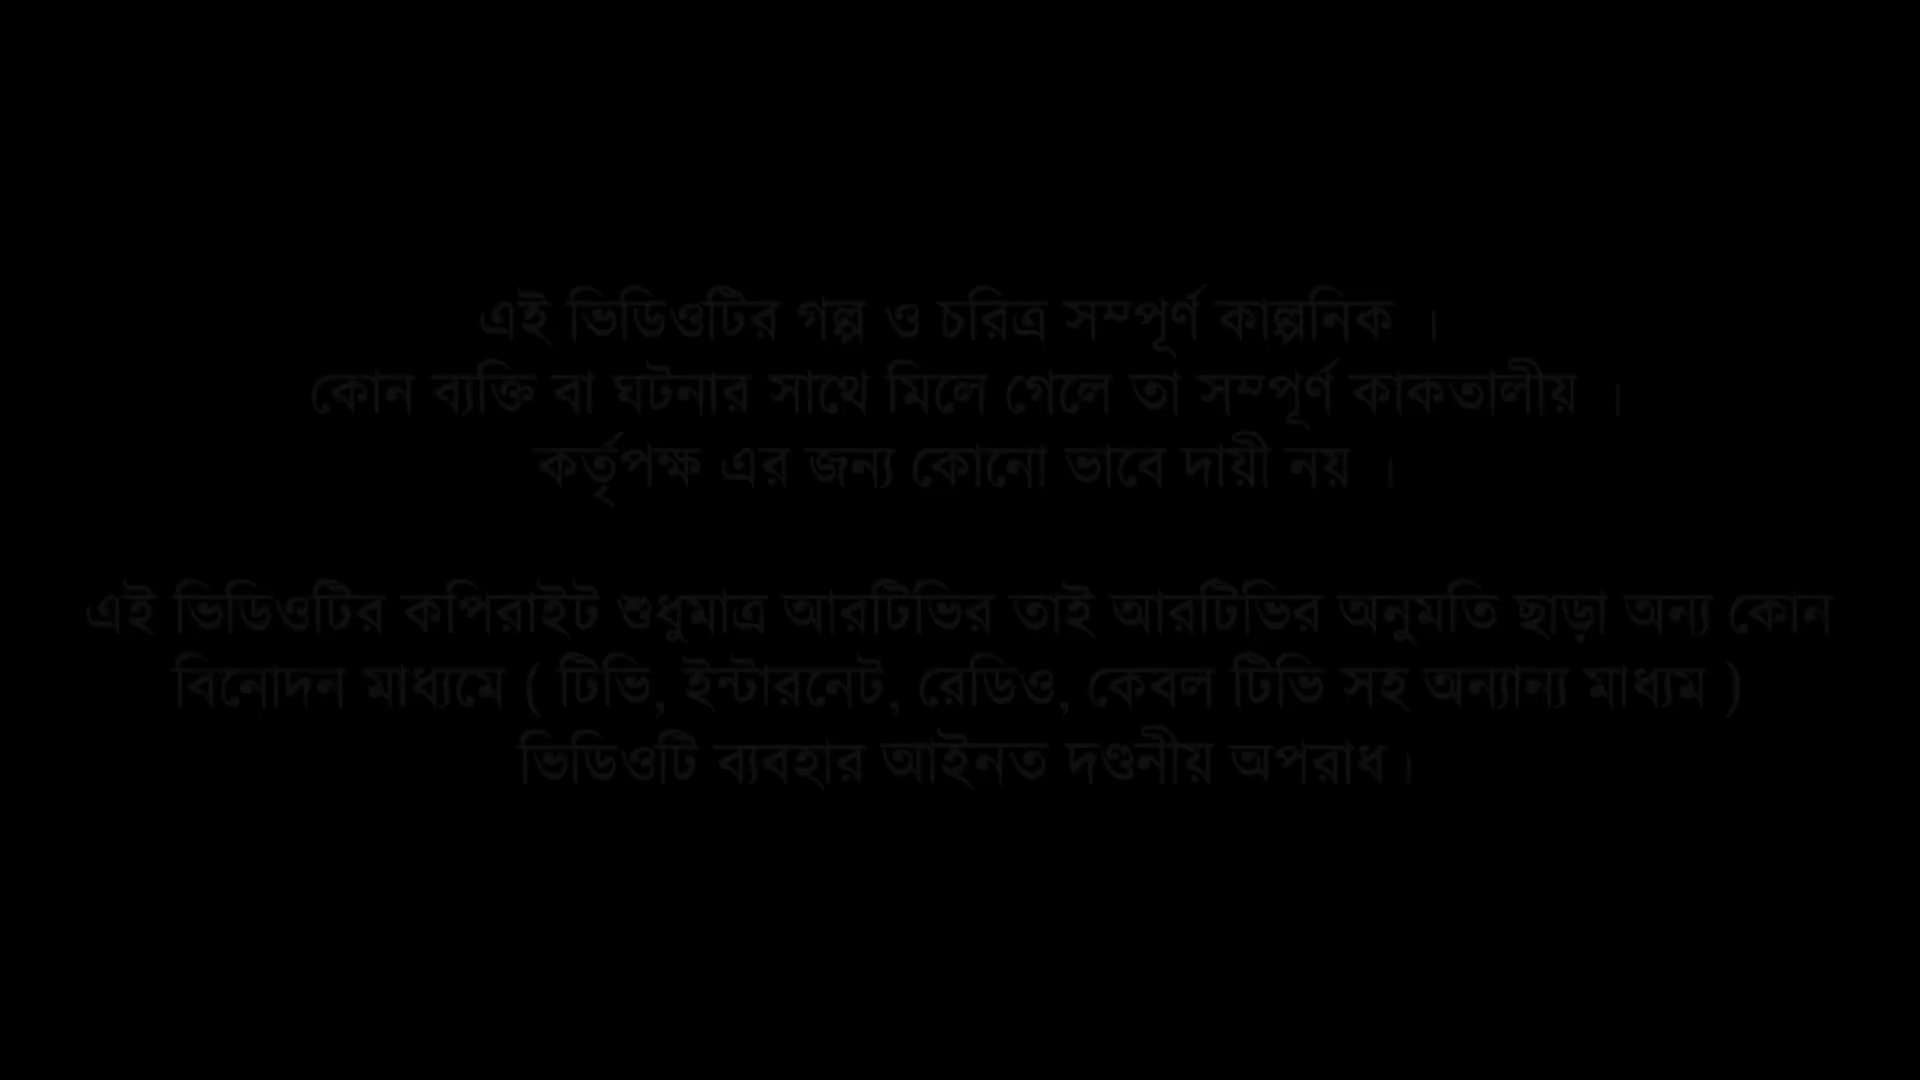 এই ভিডিওটির গল্প ও চরিত্র সম্পূর্ণ কাল্পনিক ।
কোন ব্যক্তি বা ঘটনার সাথে মিলে গেলে তা সম্পূর্ণ কাকতালীয় ।
কর্তৃপক্ষ এর জন্য কোনো ভাবে দায়ী নয় ।
এই ভিডিওটির কপিরাইট শুধুমাত্র আরটিভির তাই আরটিভির অনুমতি ছাড়া অন্য কোন
বিনোদন মাধ্যমে ( টিভি, ইন্টারনেট, রেডিও, কেবল টিভি সহ অন্যান্য মাধ্যম )
ভিডিওটি ব্যবহার আইনত দণ্ডনীয় অপরাধ।